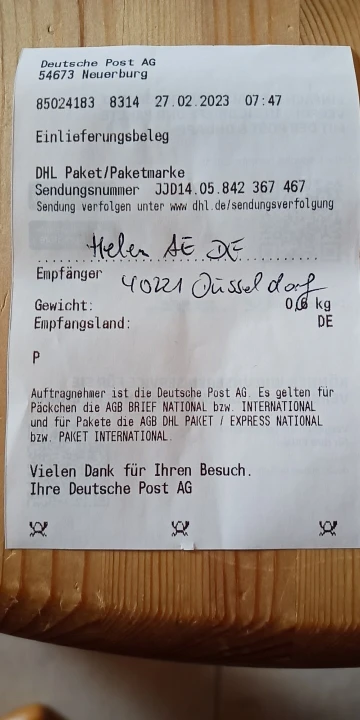 Deutsche Post AG
54673 Neuerburg
85024183 8314 27.02.2023 07:47
Einlieferungsbeleg
DHL Paket/Paketmarke
Sendungsnummer JJD14.05.842 367 467
Sendung verfolgen unter www dhl.de/sendungsverfolgung
Helen AE DE
Empfänger
40221 Düsseldorf
Gewicht: kg
Empfangsland: DE
P
Auftragnehmer ist die Deutsche Post AG. Es gelten für
Päckchen die AGB BRIEF NATIONAL bzw. INTERNATIONAL
und für Pakete die AGB DHL PAKET / EXPRESS NATIONAL
bzw. PAKET INTERNATIONAL.
Vielen Dank für Ihren Besuch.
Ihre Deutsche Post AG